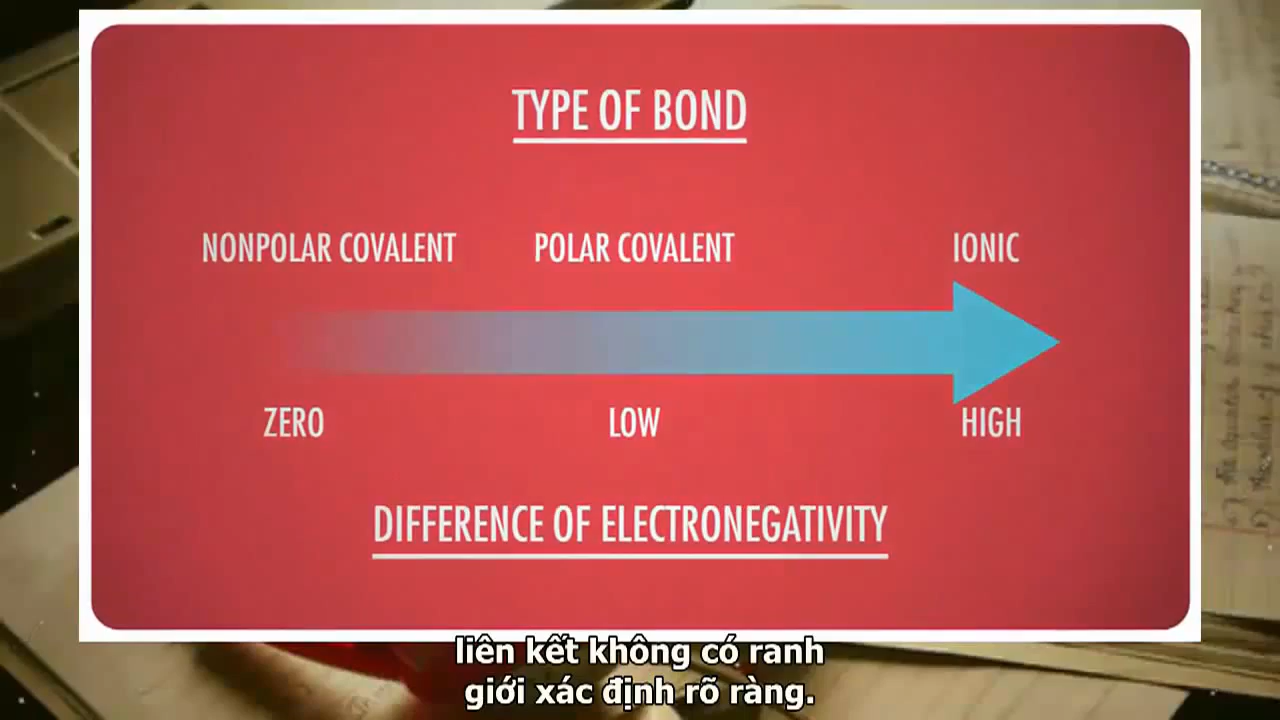 TYPE OF BOND
NONPOLAR COVALENT POLAR COVALENT IONIC
ZERO LOW HIGH
DIFFERENCE OF ELECTRONEGATIVITY
liên kết không có ranh
giới xác định rõ ràng.